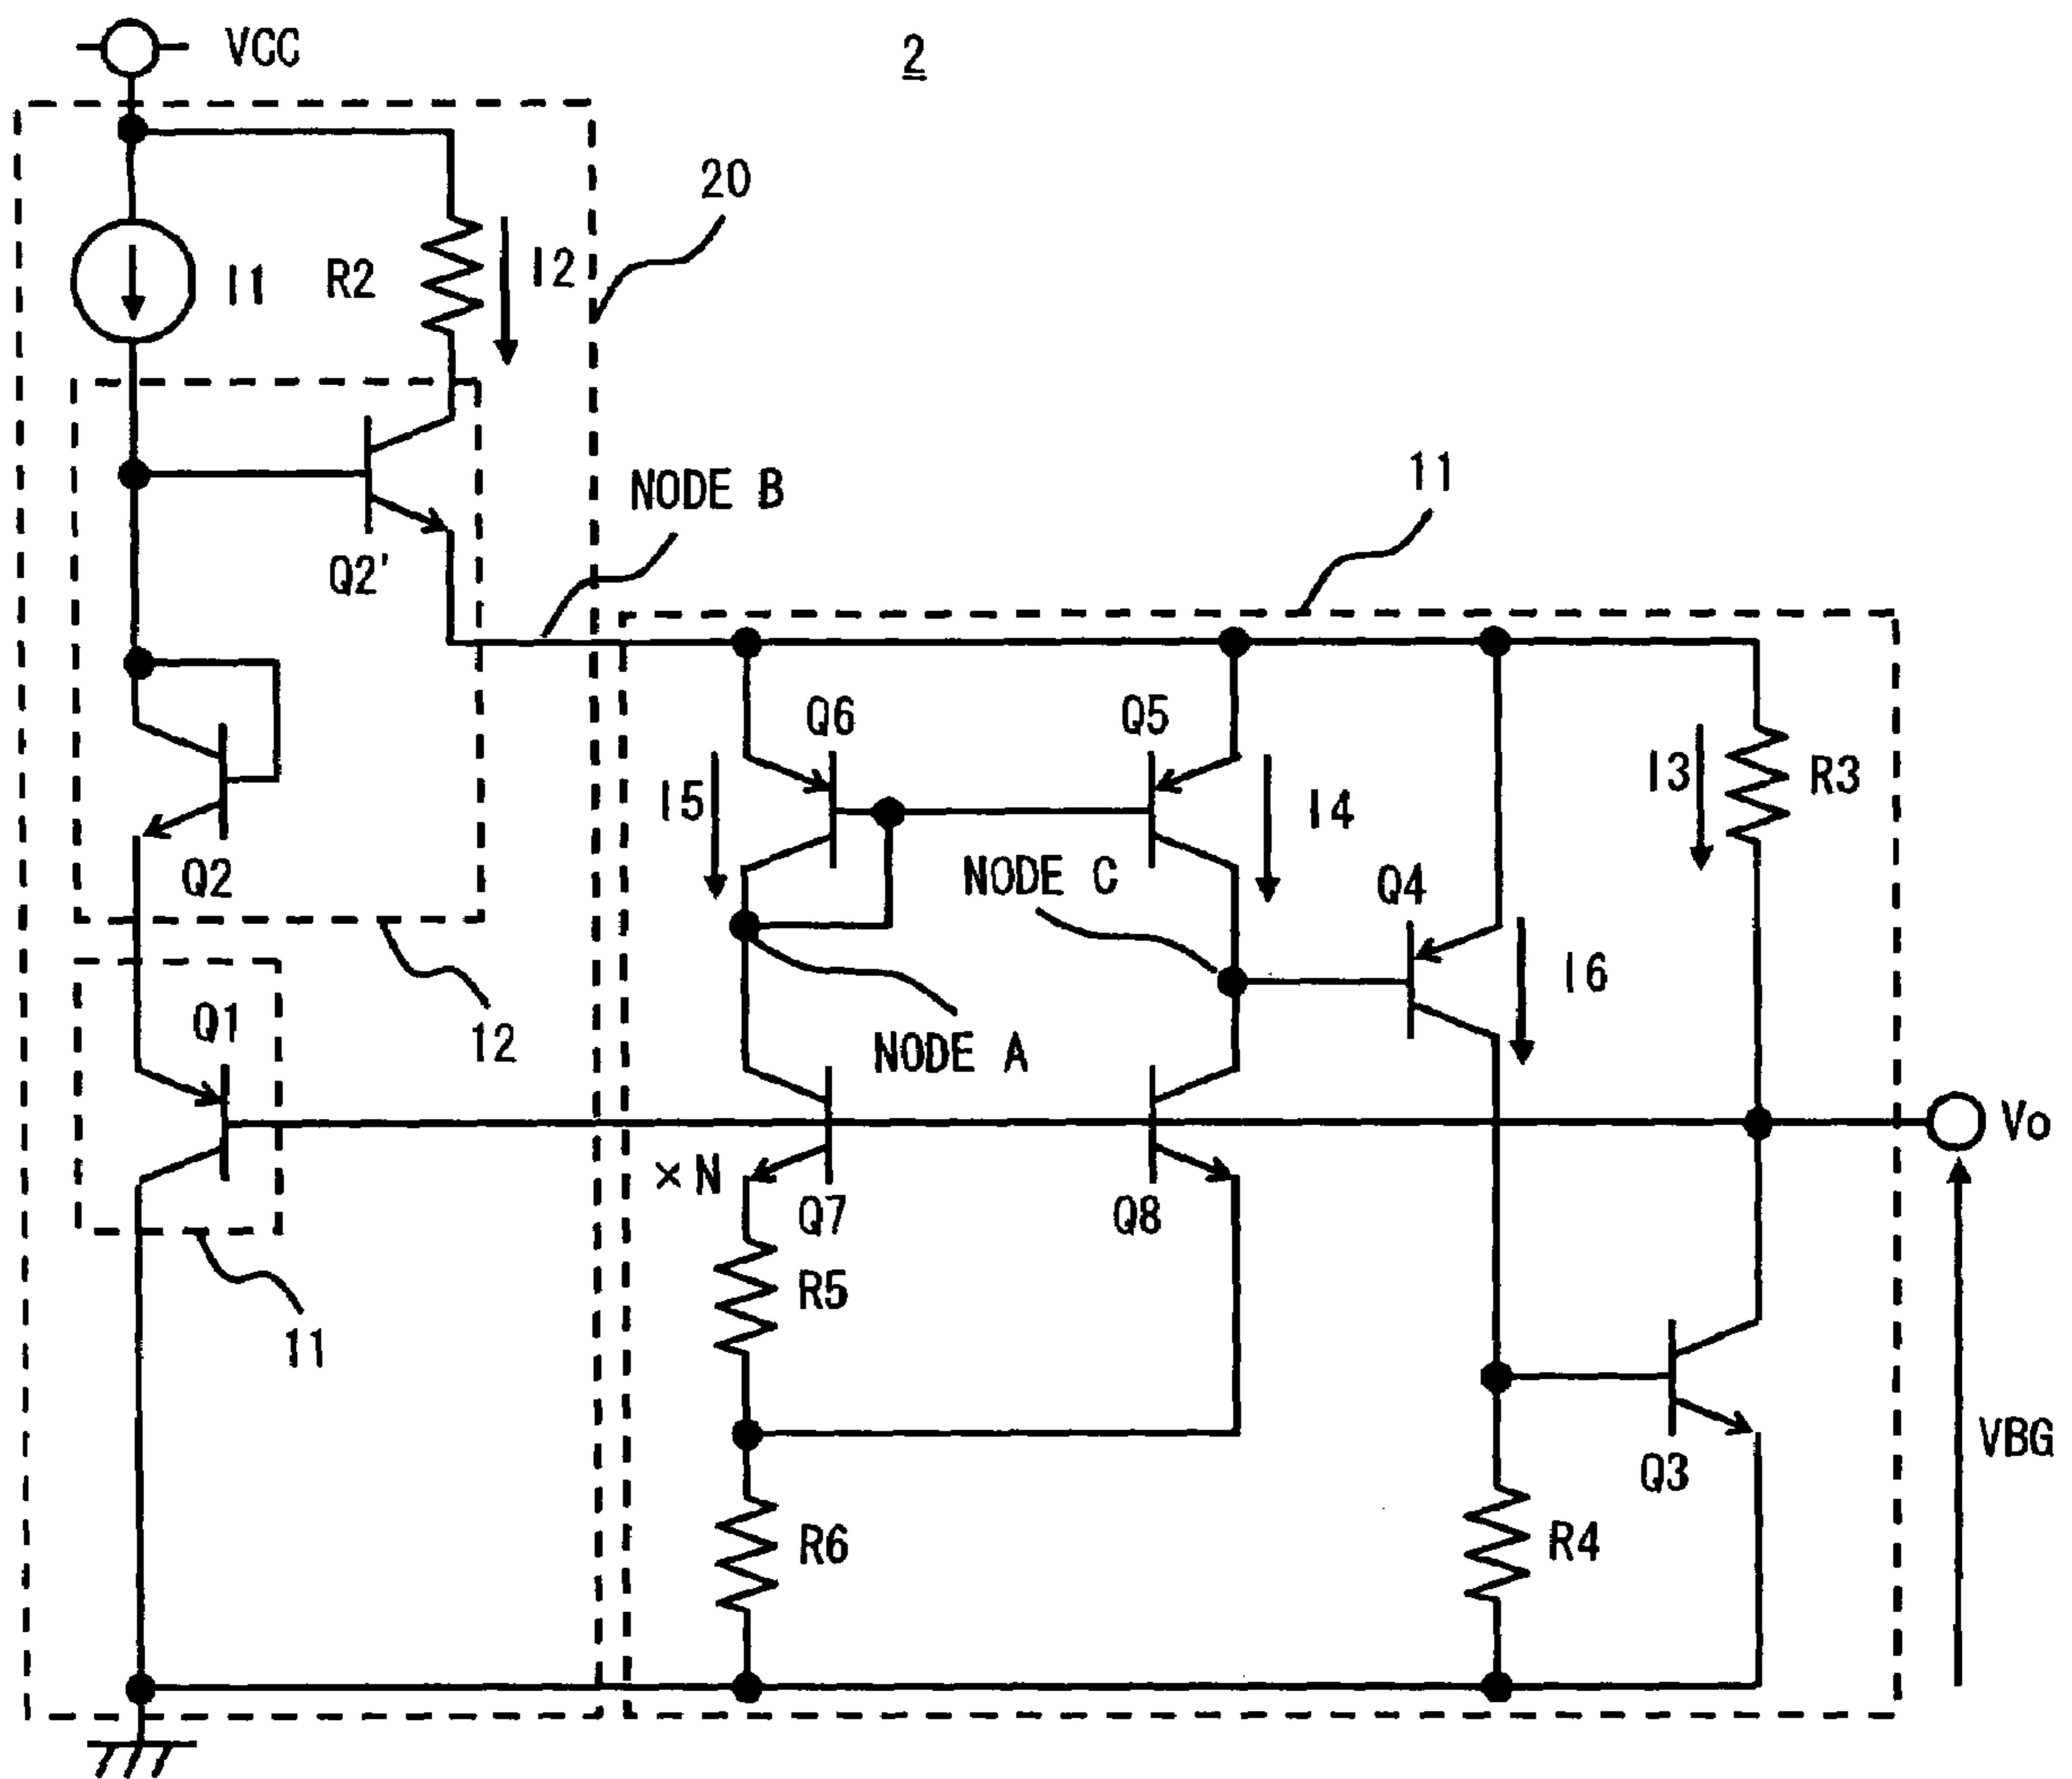 VCC
2
20
I1
R2
I2
NODE B
11
Q2'
Q6
Q5
I5
I4
I3
R3
Q2
NODE C
Q4
I6
Q1
12
NODE A
Vo
×N
Q7
Q8
R5
11
VBG
Q3
R6
R4